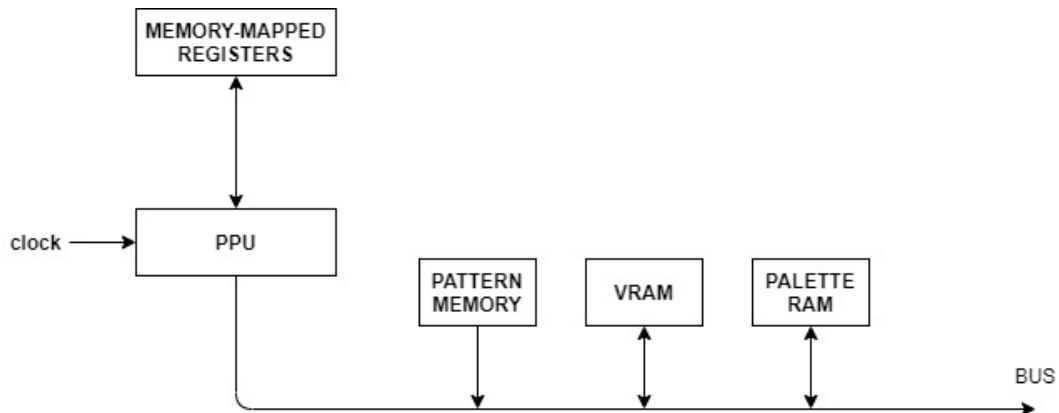 MEMORY-MAPPED
REGISTERS
clock
PPU
PATTERN
MEMORY
VRAM
PALETTE
RAM
BUS